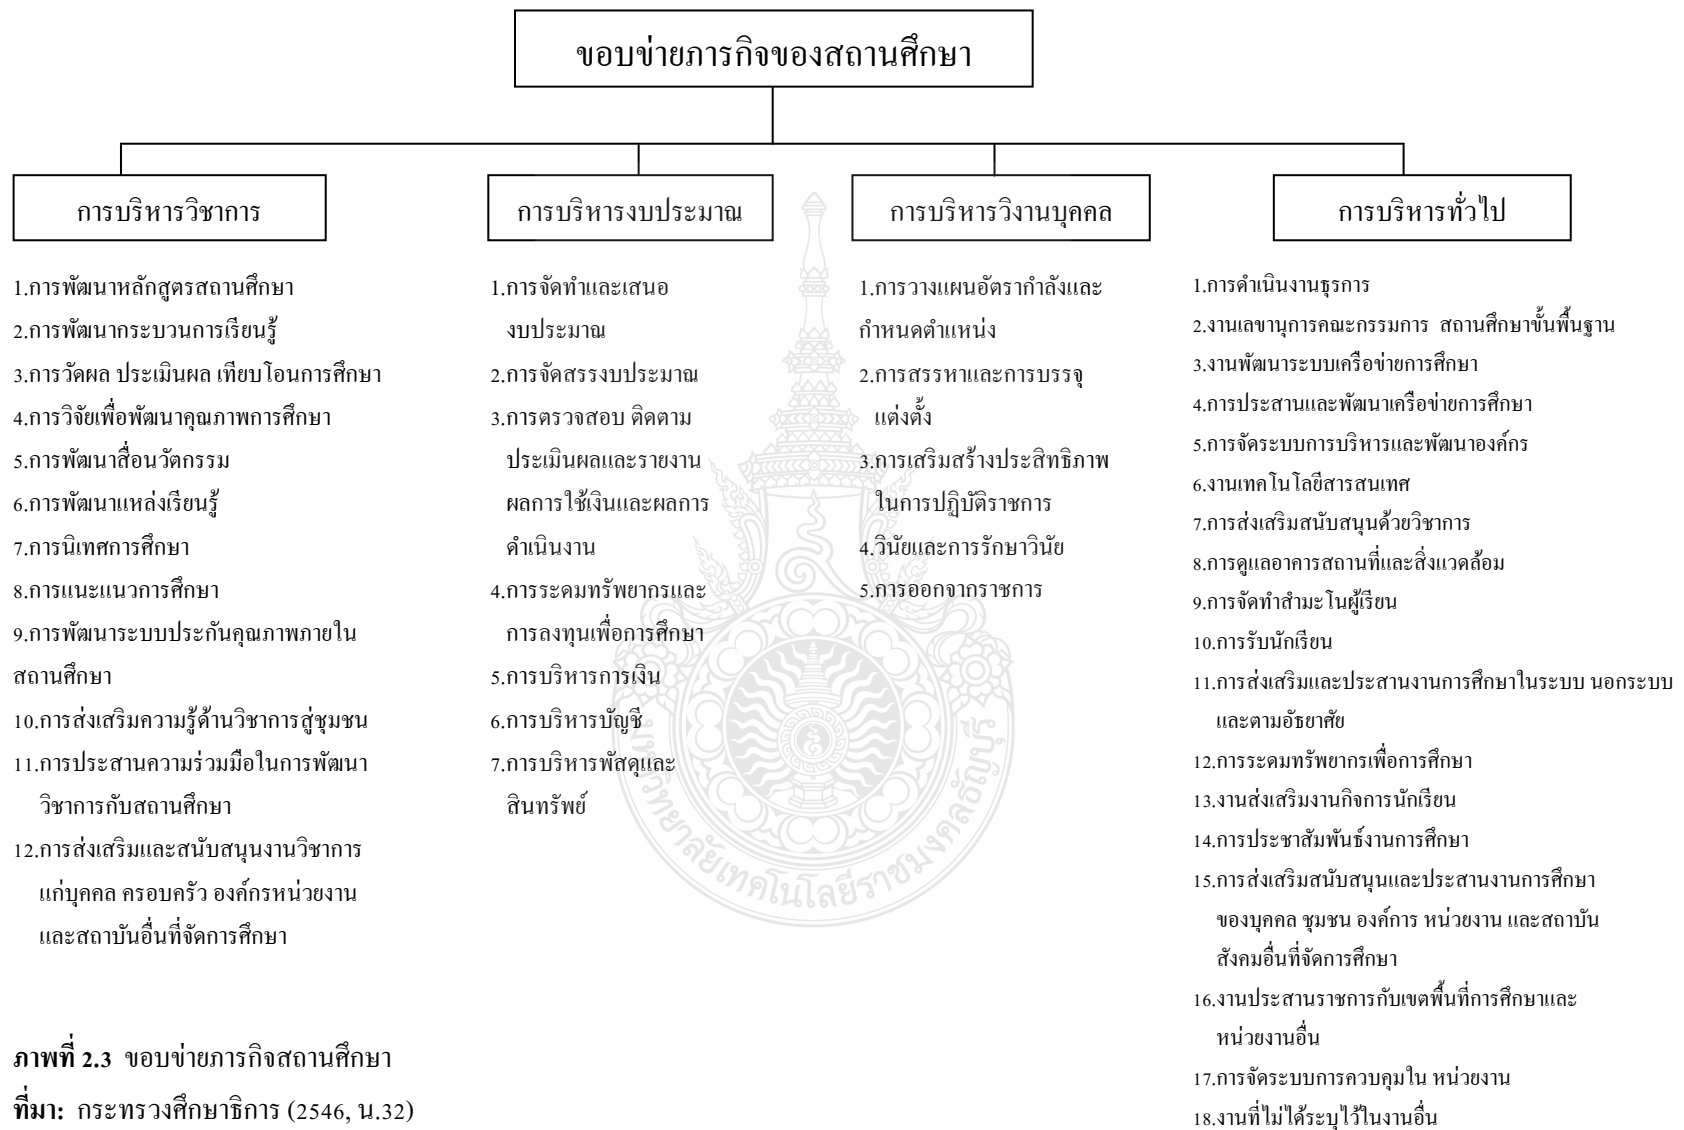 ขอบข่ายภารกิจของสถานศึกษา
การบริหารวิชาการ
1.การพัฒนาหลักสูตรสถานศึกษา
2.การพัฒนากระบวนการเรียนรู้
3.การวัดผล ประเมินผล เทียบโอนการศึกษา
4.การวิจัยเพื่อพัฒนาคุณภาพการศึกษา
5.การพัฒนาสื่อนวัตกรรม
6.การพัฒนาแหล่งเรียนรู้
7.การนิเทศการศึกษา
8.การแนะแนวการศึกษา
9.การพัฒนาระบบประกันคุณภาพภายใน
สถานศึกษา
10.การส่งเสริมความรู้ด้านวิชาการสู่ชุมชน
11.การประสานความร่วมมือในการพัฒนา
วิชาการกับสถานศึกษา
12.การส่งเสริมและสนับสนุนงานวิชาการ
แก่บุคคล ครอบครัว องค์กรหน่วยงาน
และสถาบันอื่นที่จัดการศึกษา
การบริหารงบประมาณ
1.การจัดทำและเสนอ
งบประมาณ
2.การจัดสรรงบประมาณ
3.การตรวจสอบ ติดตาม
ประเมินผลและรายงาน
ผลการใช้เงินและผลการ
ดำเนินงาน
4.การระดมทรัพยากรและ
การลงทุนเพื่อการศึกษา
5.การบริหารการเงิน
6.การบริหารบัญชี
7.การบริหารพัสดุและ
สินทรัพย์
การบริหารวิงานบุคคล
1.การวางแผนอัตรากำลังและ
กำหนดตำแหน่ง
2.การสรรหาและการบรรจุ
แต่งตั้ง
3.การเสริมสร้างประสิทธิภาพ
ในการปฏิบัติราชการ
4.วินัยและการรักษาวินัย
5.การออกจากราชการ
การบริหารทั่วไป
1.การดำเนินงานธุรการ
2.งานเลขานุการคณะกรรมการ สถานศึกษาขั้นพื้นฐาน
3.งานพัฒนาระบบเครือข่ายการศึกษา
4.การประสานและพัฒนาเครือข่ายการศึกษา
5.การจัดระบบการบริหารและพัฒนาองค์กร
6.งานเทคโนโลยีสารสนเทศ
7.การส่งเสริมสนับสนุนด้วยวิชาการ
8.การดูแลอาคารสถานที่และสิ่งแวดล้อม
9.การจัดทำสำมะโนผู้เรียน
10.การรับนักเรียน
11.การส่งเสริมและประสานงานการศึกษาในระบบ นอกระบบ
และตามอัธยาศัย
12.การระดมทรัพยากรเพื่อการศึกษา
13.งานส่งเสริมงานกิจการนักเรียน
14.การประชาสัมพันธ์งานการศึกษา
15.การส่งเสริมสนับสนุนและประสานงานการศึกษา
ของบุคคล ชุมชน องค์การ หน่วยงาน และสถาบัน
สังคมอื่นที่จัดการศึกษา
16.งานประสานราชการกับเขตพื้นที่การศึกษาและ
หน่วยงานอื่น
17.การจัดระบบการควบคุมใน หน่วยงาน
18.งานที่ไม่ได้ระบุไว้ในงานอื่น
มหาวิทยาลัยเทคโนโลยีราชมงคลธัญบุรี
ภาพที่ 2.3 ขอบข่ายภารกิจสถานศึกษา
ที่มา: กระทรวงศึกษาธิการ (2546, น.32)